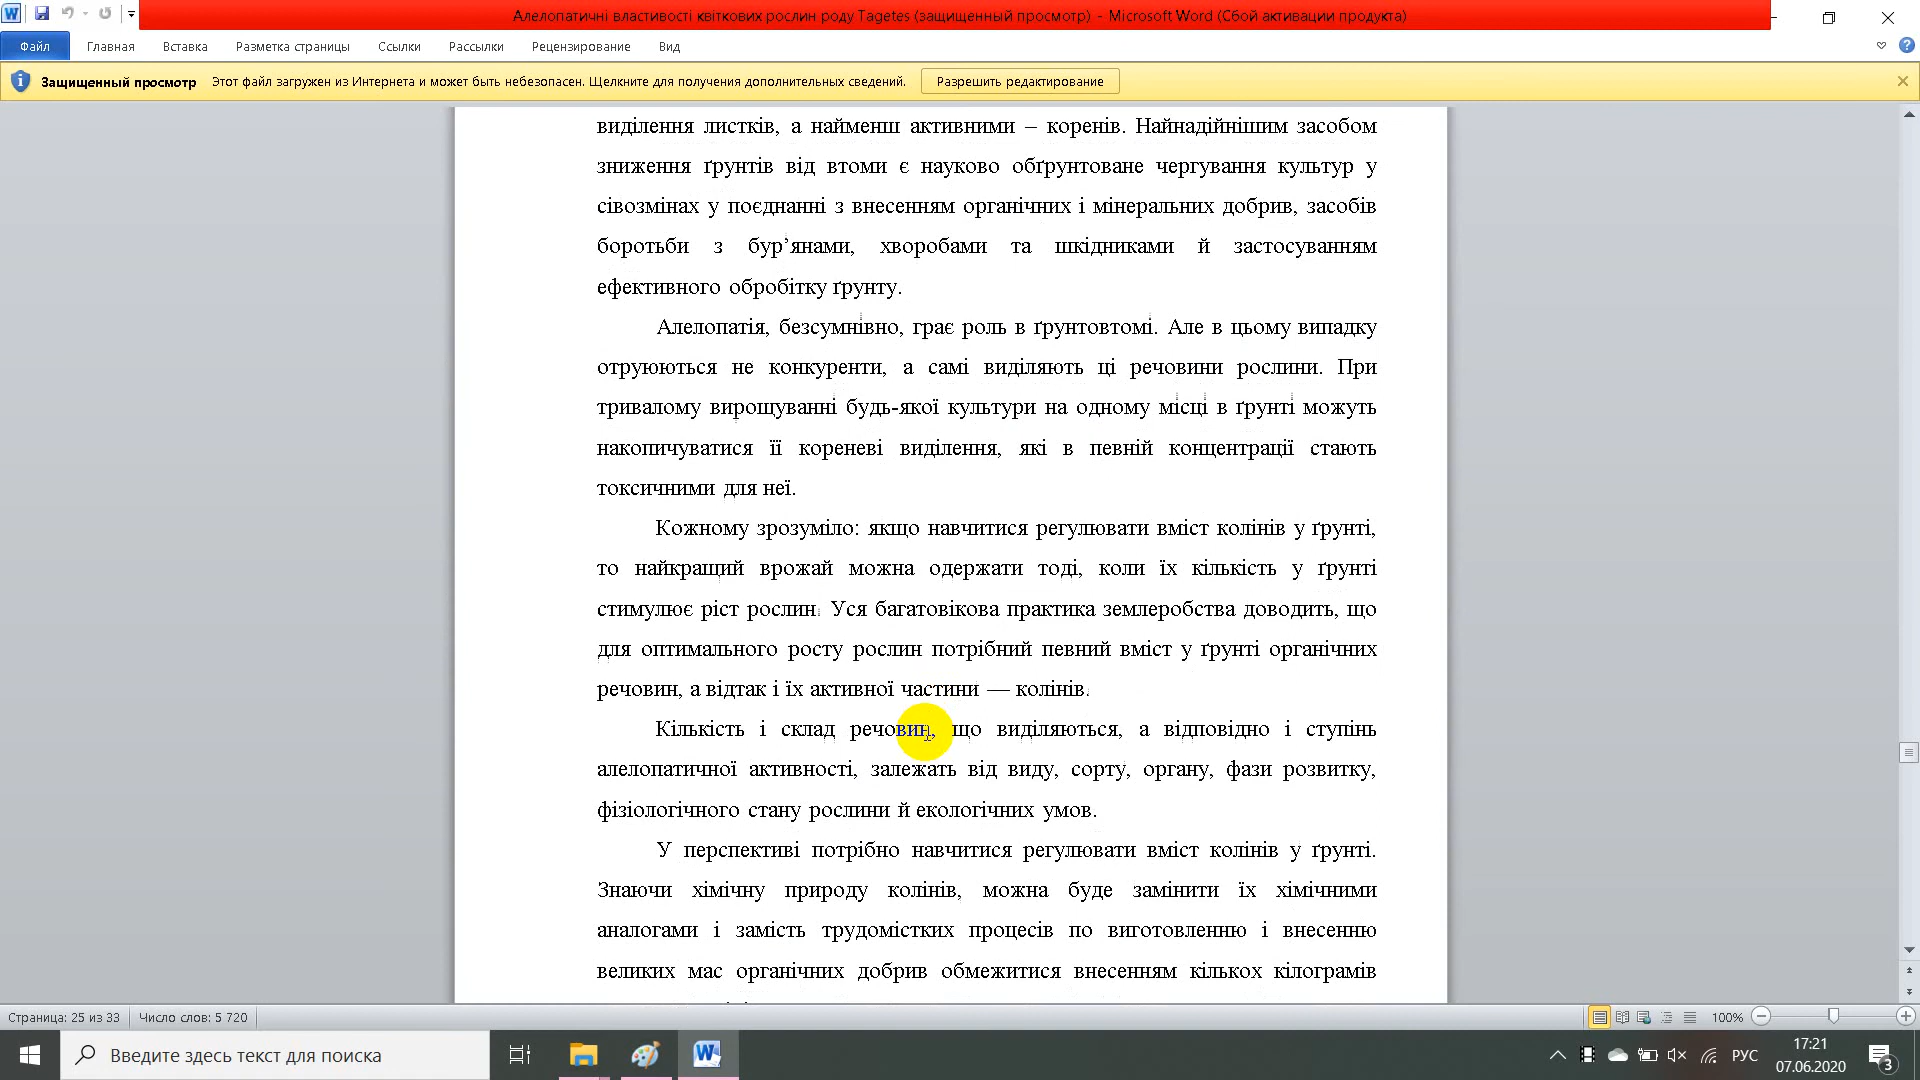 Алелопатичні властивості квіткових рослин роду Tagetes (защищенный просмотр) - Microsoft Word (Сбой активации продукта)
Файл Главная Вставка Разметка страницы Ссылки Рассылки Рецензирование Вид
Защищенный просмотр Этот файл загружен из Интернета и может быть небезопасен. Щелкните для получения дополнительных сведений. Разрешить редактирование
виділення листків, а найменш активними – коренів. Найнадійнішим засобом
зниження ґрунтів від втоми є науково обґрунтоване чергування культур у
сівозмінах у поєднанні з внесенням органічних і мінеральних добрив, засобів
боротьби з бур’янами, хворобами та шкідниками й застосуванням
ефективного обробітку ґрунту.
Алелопатія, безсумнівно, грає роль в ґрунтовтомі. Але в цьому випадку
отруюються не конкуренти, а самі виділяють ці речовини рослини. При
тривалому вирощуванні будь-якої культури на одному місці в ґрунті можуть
накопичуватися її кореневі виділення, які в певній концентрації стають
токсичними для неї.
Кожному зрозуміло: якщо навчитися регулювати вміст колінів у ґрунті,
то найкращий врожай можна одержати тоді, коли їх кількість у ґрунті
стимулює ріст рослин. Уся багатовікова практика землеробства доводить, що
для оптимального росту рослин потрібний певний вміст у ґрунті органічних
речовин, а відтак і їх активної частини — колінів.
Кількість і склад речовин, що виділяються, а відповідно і ступінь
алелопатичної активності, залежать від виду, сорту, органу, фази розвитку,
фізіологічного стану рослини й екологічних умов.
У перспективі потрібно навчитися регулювати вміст колінів у ґрунті.
Знаючи хімічну природу колінів, можна буде замінити їх хімічними
аналогами і замість трудомістких процесів по виготовленню і внесенню
великих мас органічних добрив обмежитися внесенням кількох кілограмів
Страница: 25 из 33 Число слов: 5 720 100%
Введите здесь текст для поиска РУС 17:21
07.06.2020 3